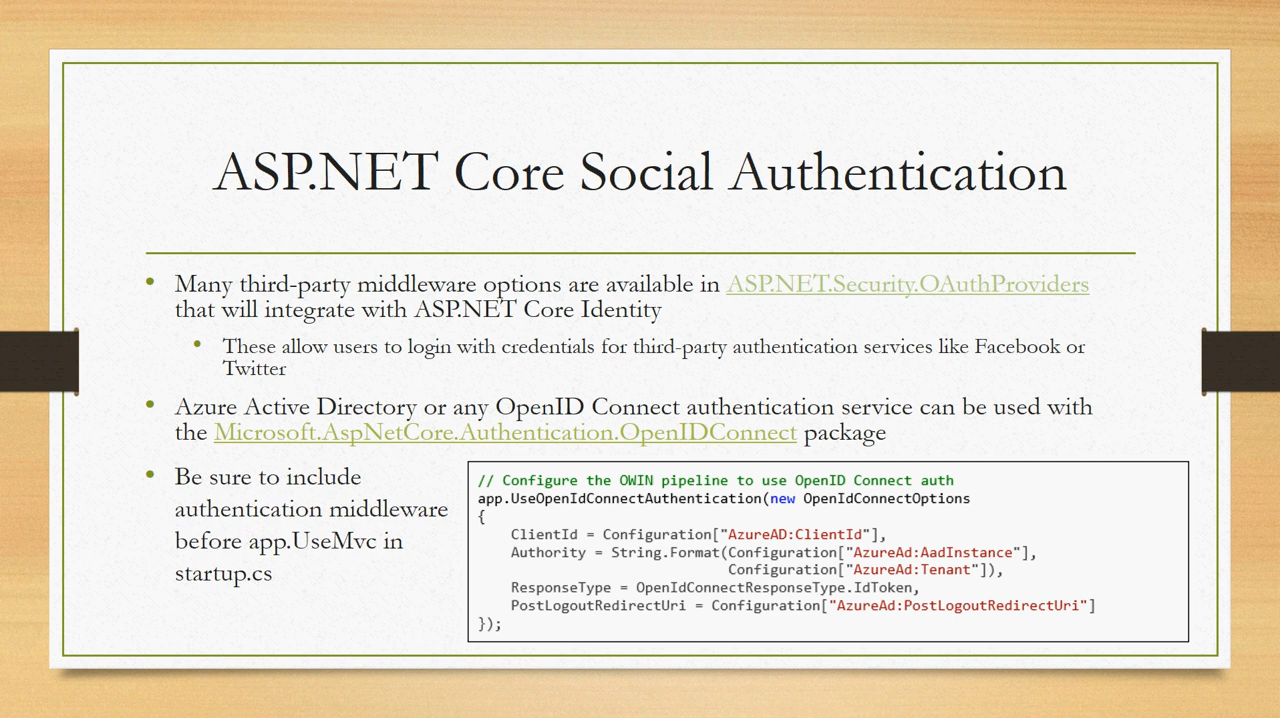 ASP.NET Core Social Authentication
• Many third-party middleware options are available in ASP.NET.Security.OAuthProviders
that will integrate with ASP.NET Core Identity
• These allow users to login with credentials for third-party authentication services like Facebook or
Twitter
• Azure Active Directory or any OpenID Connect authentication service can be used with
the Microsoft.AspNetCore.Authentication.OpenIDConnect package
• Be sure to include
authentication middleware
before app.UseMvc in
startup.cs
// Configure the OWIN pipeline to use OpenID Connect auth
app.UseOpenIdConnectAuthentication(new OpenIdConnectOptions
{
    ClientId = Configuration["AzureAD:ClientId"],
    Authority = String.Format(Configuration["AzureAd:AadInstance"],
                              Configuration["AzureAd:Tenant"]),
    ResponseType = OpenIdConnectResponseType.IdToken,
    PostLogoutRedirectUri = Configuration["AzureAd:PostLogoutRedirectUri"]
});